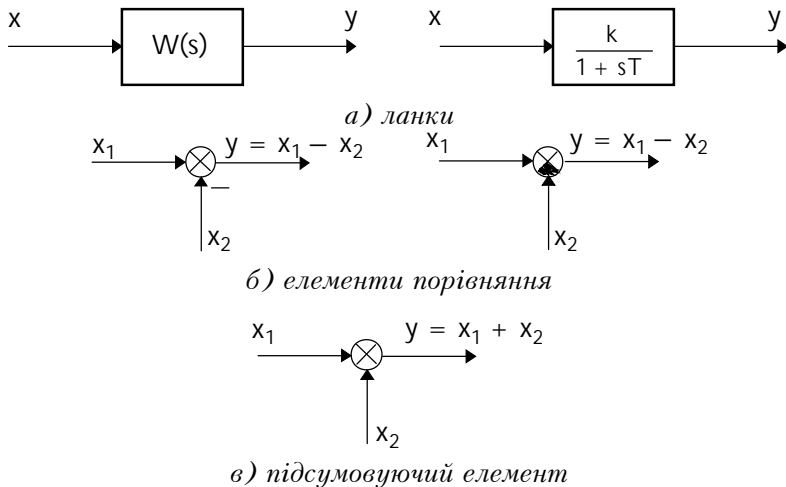 x W(s) y x k y
1 + sT
а) ланки
x₁ y = x₁ − x₂ x₁ y = x₁ − x₂
−
x₂ x₂
б) елементи порівняння
x₁ y = x₁ + x₂
x₂
в) підсумовуючий елемент